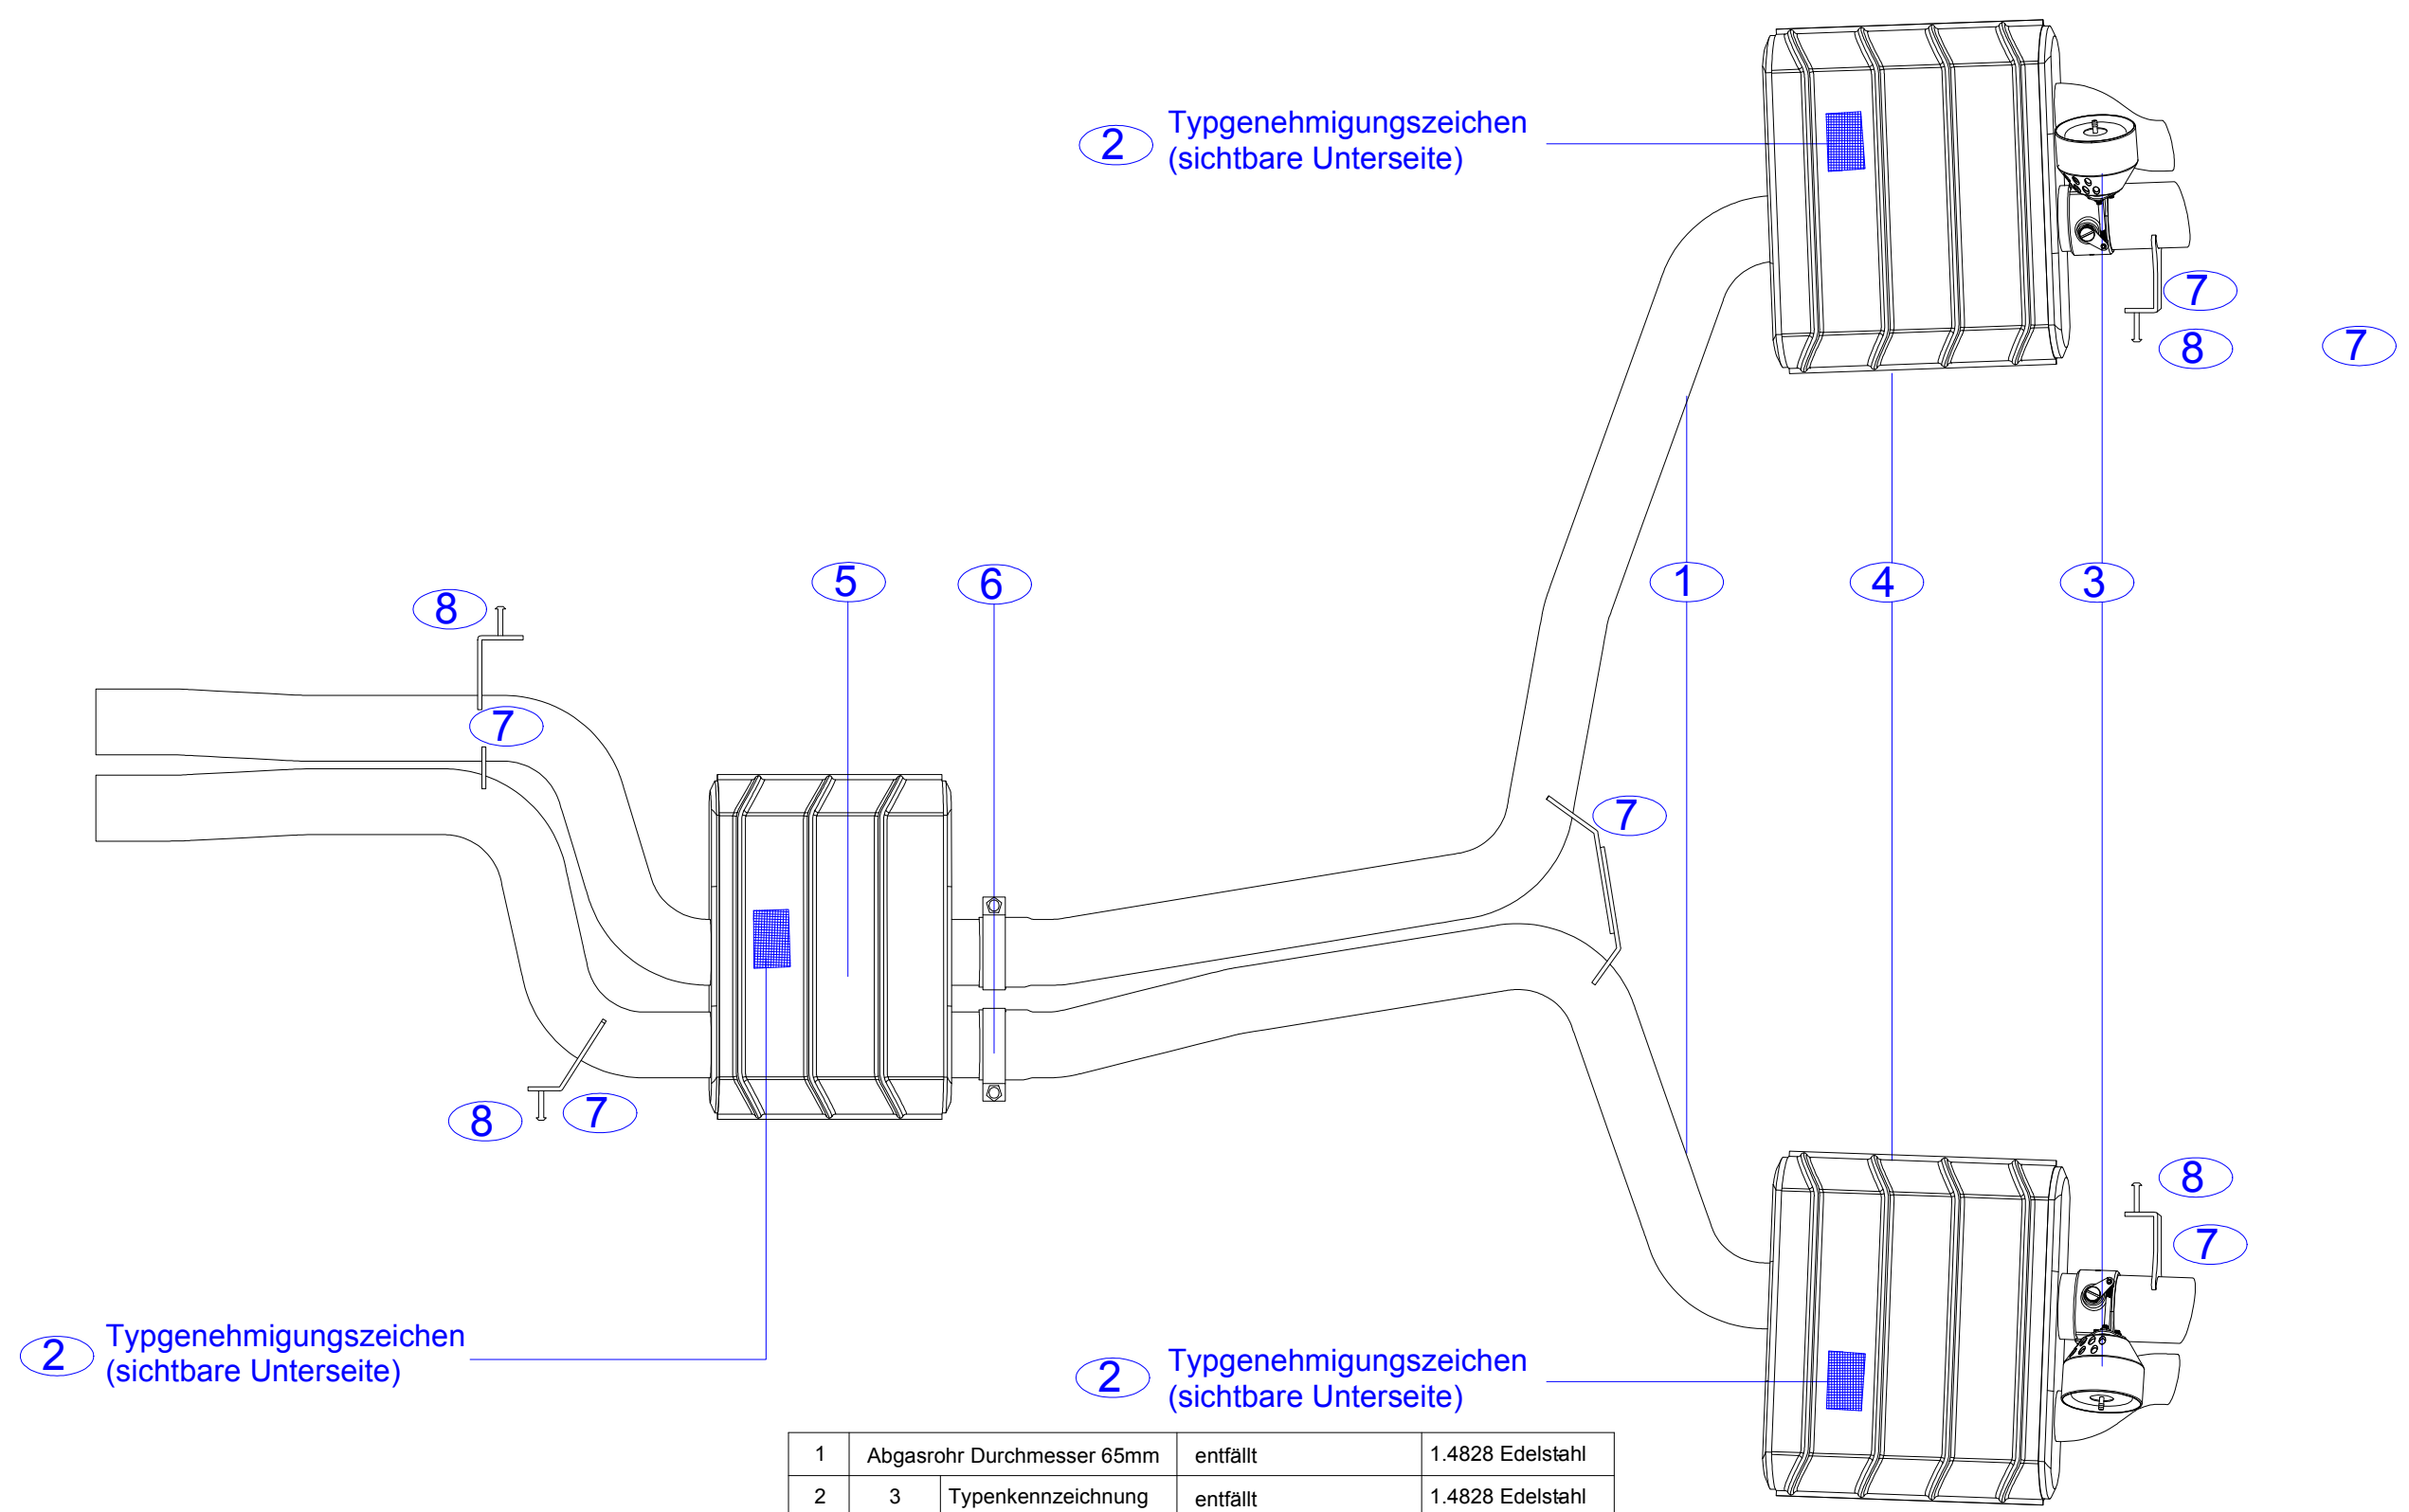 2 Typgenehmigungszeichen
(sichtbare Unterseite)
7
8
7
5
6
1
4
3
8
7
7
8
7
8
7
2 Typgenehmigungszeichen
(sichtbare Unterseite)
2 Typgenehmigungszeichen
(sichtbare Unterseite)
1 Abgasrohr Durchmesser 65mm entfällt 1.4828 Edelstahl
2 3 Typenkennzeichnung entfällt 1.4828 Edelstahl